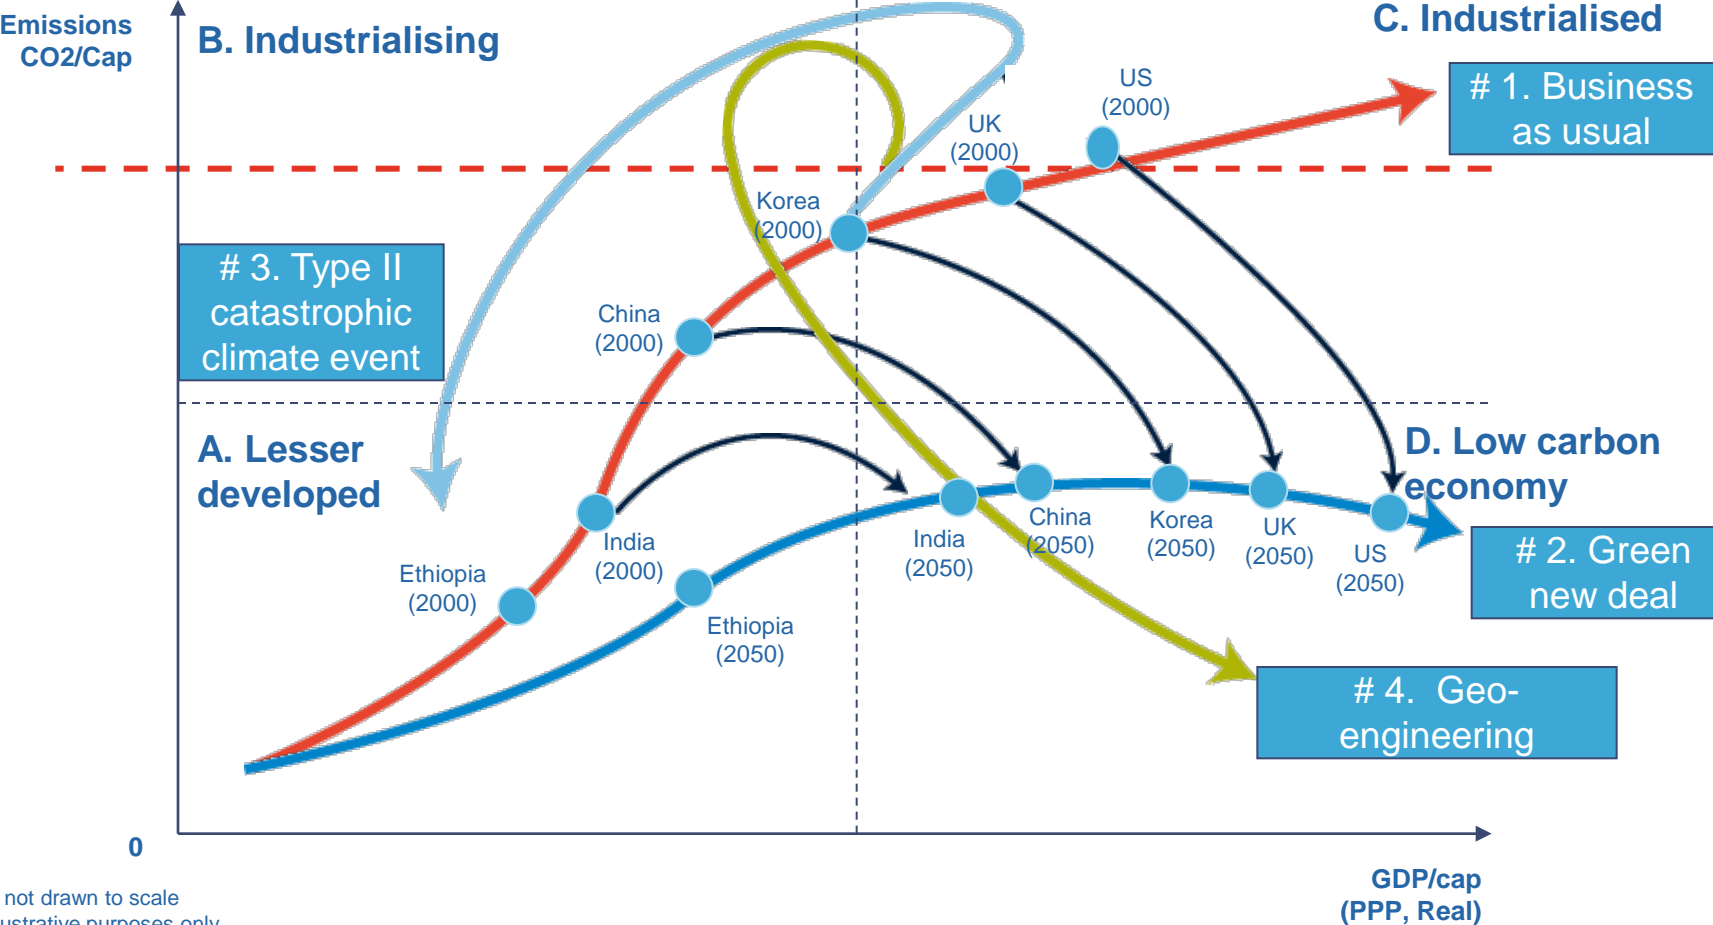 Emissions
CO2/Cap
B. Industrialising
C. Industrialised
# 1. Business
as usual
US
(2000)
UK
(2000)
Korea
(2000)
# 3. Type II
catastrophic
climate event
China
(2000)
A. Lesser
developed
D. Low carbon
economy
India
(2000)
Ethiopia
(2000)
India
(2050)
China
(2050)
Korea
(2050)
UK
(2050)
US
(2050)
# 2. Green
new deal
Ethiopia
(2050)
# 4. Geo-
engineering
0
GDP/cap
(PPP, Real)
not drawn to scale
purposes only